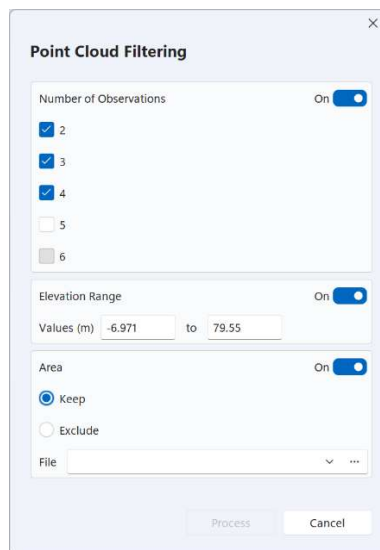 Point Cloud Filtering
Number of Observations On
2
3
4
5
6
Elevation Range On
Values (m) -6.971 to 79.55
Area On
Keep
Exclude
File
Process Cancel